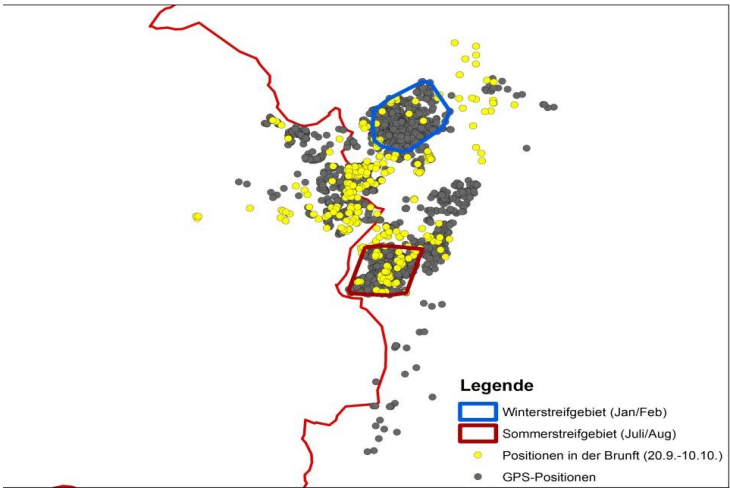 Legende
Winterstreifgebiet (Jan/Feb)
Sommerstreifgebiet (Juli/Aug)
Positionen in der Brunft (20.9.-10.10.)
GPS-Positionen